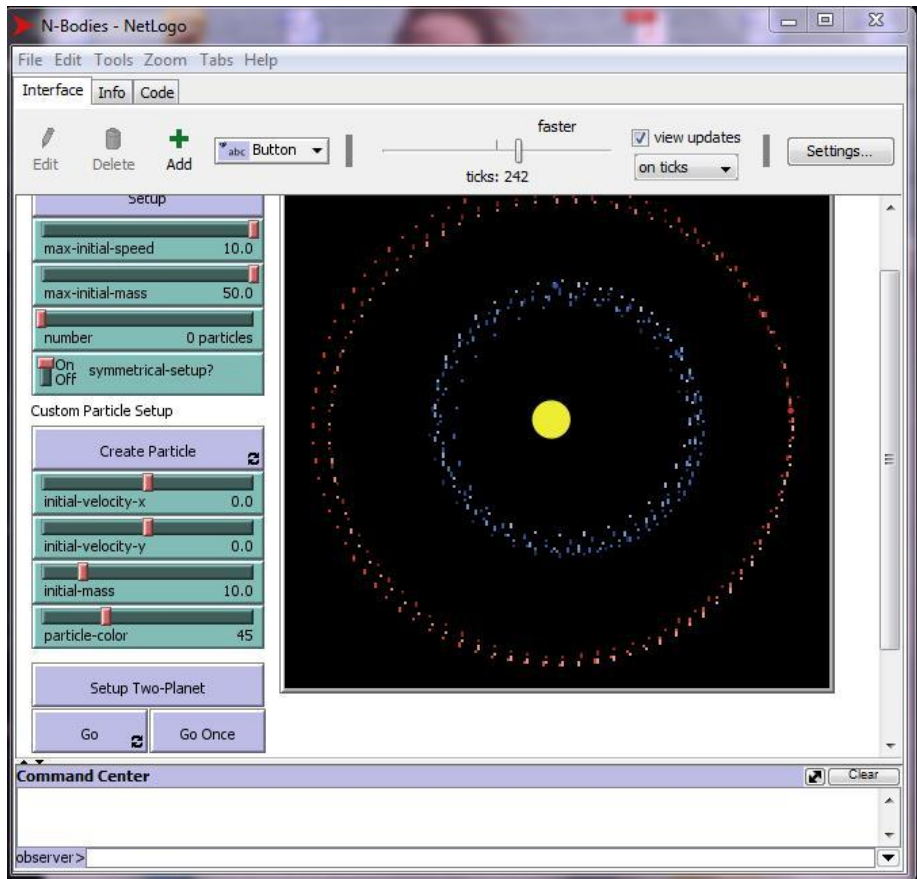 N-Bodies - NetLogo
File Edit Tools Zoom Tabs Help
Interface Info Code
Edit Delete Add abc Button faster ticks: 242 view updates on ticks Settings...
Setup
max-initial-speed 10.0
max-initial-mass 50.0
number 0 particles
On Off symmetrical-setup?
Custom Particle Setup
Create Particle
initial-velocity-x 0.0
initial-velocity-y 0.0
initial-mass 10.0
particle-color 45
Setup Two-Planet
Go Go Once
Command Center Clear
observer>